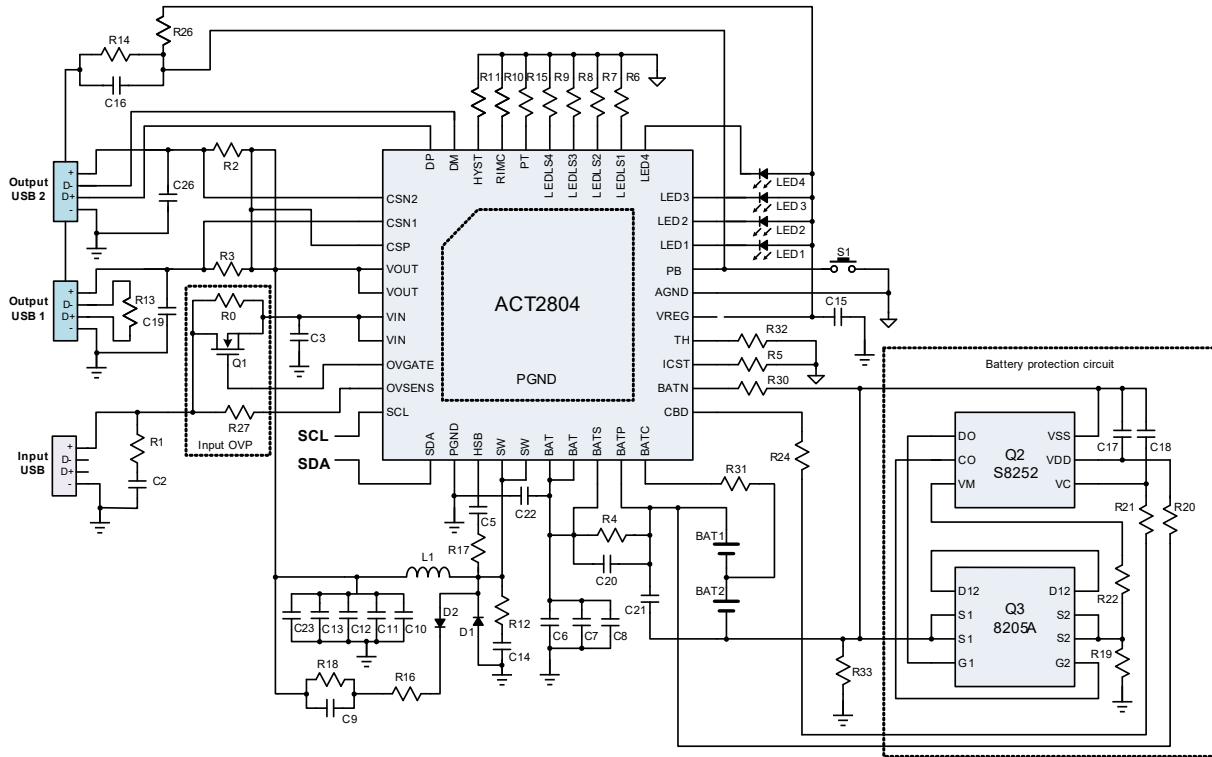 R26
R14
C16
R11
R10
R15
R9
R8
R7
R6
DP
DM
HYST
RIMC
PT
LEDLS4
LEDLS3
LEDLS2
LEDLS1
LED4
Output
USB 2
+
D-
D+
-
C26
R2
CSN2
CSN1
CSP
VOUT
VOUT
VIN
VIN
OVGATE
OVSENS
SCL
ACT2804
PGND
LED3
LED2
LED1
PB
AGND
VREG
TH
ICST
BATN
CBD
LED4
LED3
LED2
LED1
S1
C15
R32
R5
R30
Output
USB 1
+
D-
D+
-
R13
C19
R3
R0
Q1
C3
R27
Input OVP
Input
USB
+
D-
D+
-
R1
C2
SCL
SDA
SDA
PGND
HSB
SW
SW
BAT
BAT
BATS
BATP
BATC
C5
R17
C22
R4
C20
C21
R31
R24
BAT1
BAT2
L1
C23
C13
C12
C11
C10
D2
D1
R12
C14
C6
C7
C8
R18
C9
R16
R33
Battery protection circuit
DO
CO
VM
Q2
S8252
VSS
VDD
VC
C17
C18
R21
R20
D12
S1
S1
G1
Q3
8205A
D12
S2
S2
G2
R22
R19